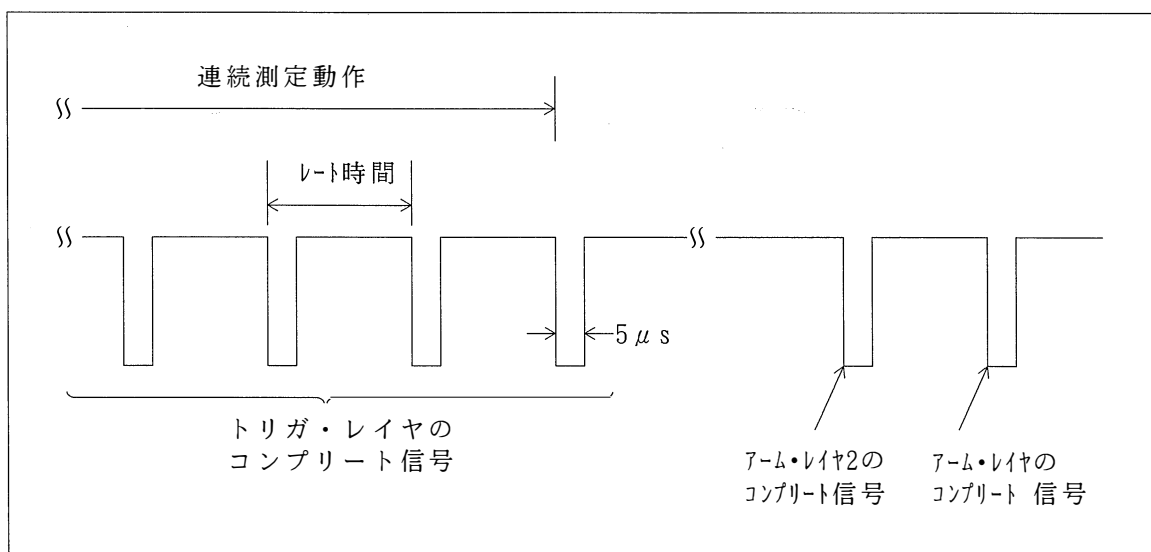 連続測定動作
ﾚｰﾄ時間
5μs
トリガ・レイヤの
コンプリート信号
ｱｰﾑ・ﾚｲﾔ2の
ｺﾝﾌﾟﾘｰﾄ信号
ｱｰﾑ・ﾚｲﾔの
ｺﾝﾌﾟﾘｰﾄ 信号